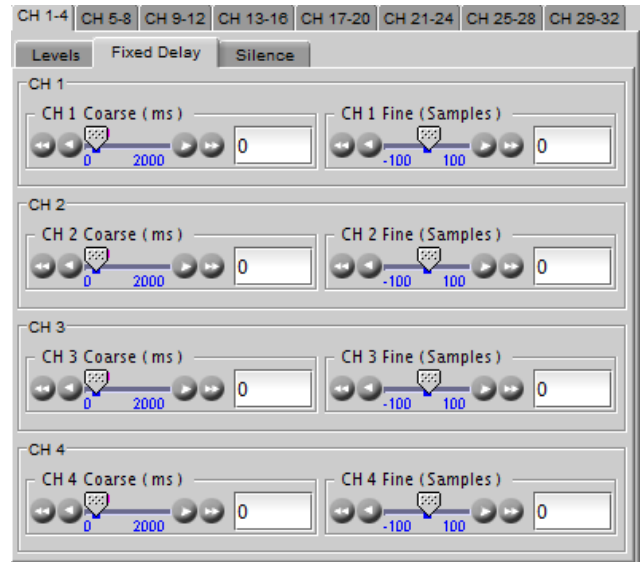 CH 1-4 CH 5-8 CH 9-12 CH 13-16 CH 17-20 CH 21-24 CH 25-28 CH 29-32
Levels Fixed Delay Silence
CH 1
CH 1 Coarse ( ms ) CH 1 Fine ( Samples )
0 0
0 2000 -100 100
CH 2
CH 2 Coarse ( ms ) CH 2 Fine ( Samples )
0 0
0 2000 -100 100
CH 3
CH 3 Coarse ( ms ) CH 3 Fine ( Samples )
0 0
0 2000 -100 100
CH 4
CH 4 Coarse ( ms ) CH 4 Fine ( Samples )
0 0
0 2000 -100 100